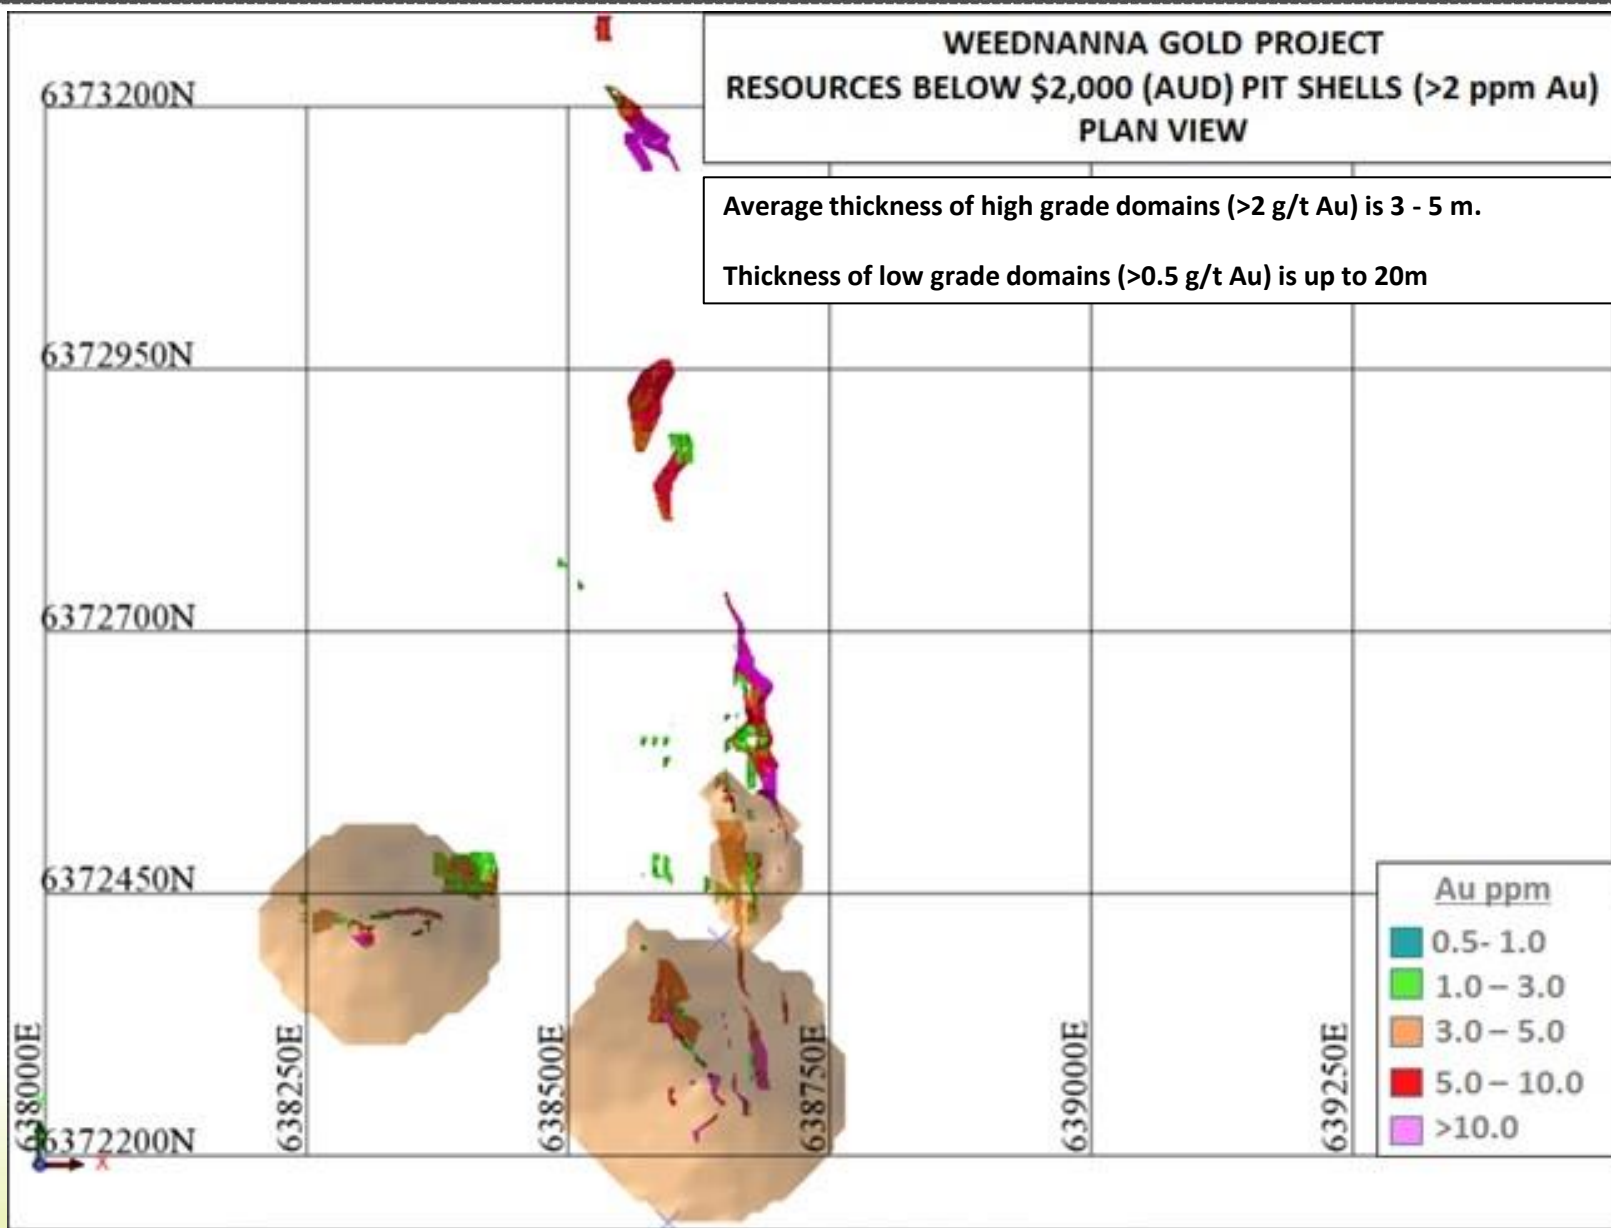 WEEDNANNA GOLD PROJECT
RESOURCES BELOW $2,000 (AUD) PIT SHELLS (>2 ppm Au)
PLAN VIEW
Average thickness of high grade domains (>2 g/t Au) is 3 - 5 m.
Thickness of low grade domains (>0.5 g/t Au) is up to 20m
6373200N
6372950N
6372700N
6372450N
6372200N
638000E
638250E
638500E
638750E
639000E
639250E
X
Au ppm
0.5- 1.0
1.0 – 3.0
3.0 – 5.0
5.0 – 10.0
>10.0